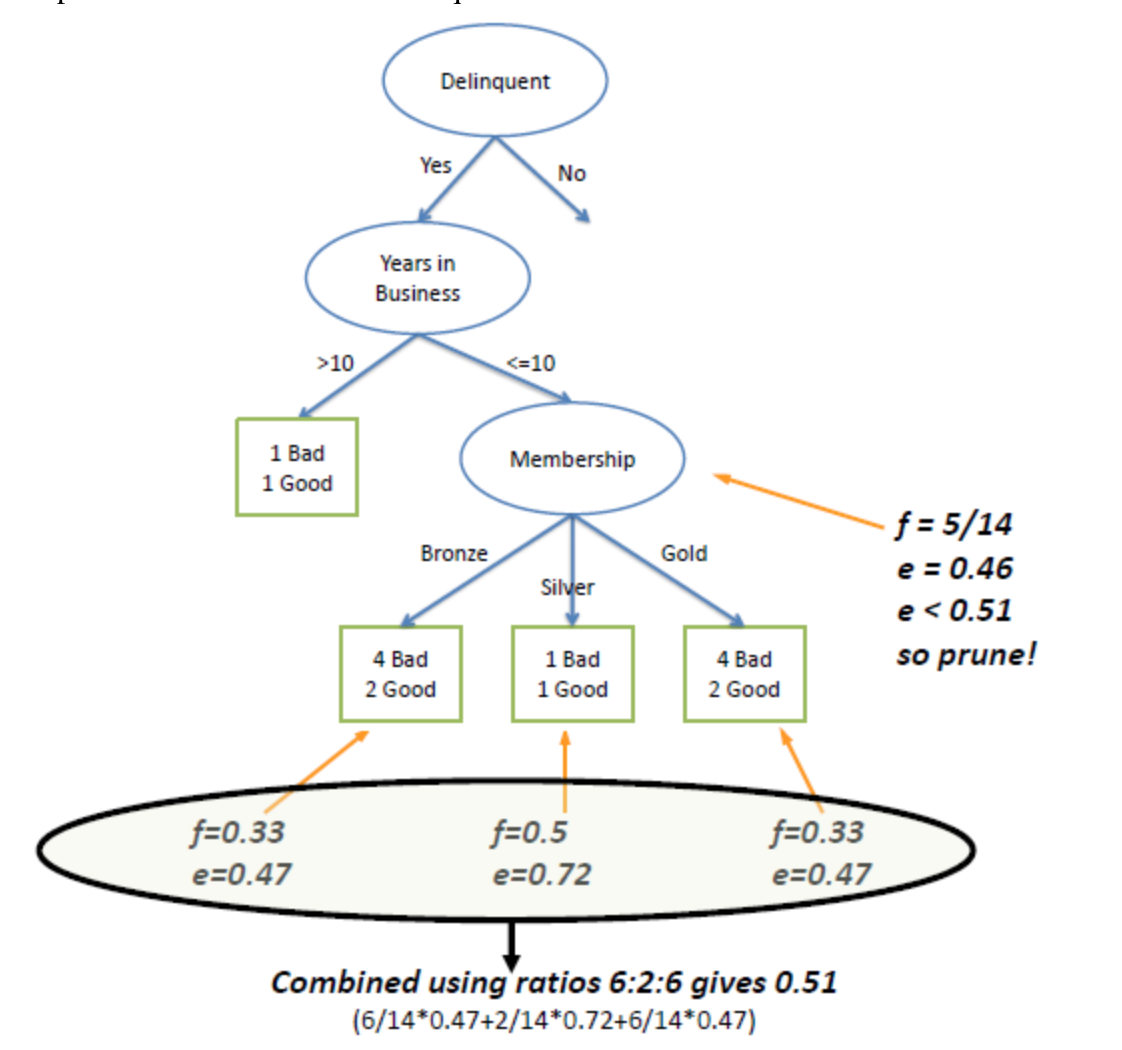 Delinquent
Yes
No
Years in
Business
>10
<=10
1 Bad
1 Good
Membership
f = 5/14
e = 0.46
e < 0.51
so prune!
Bronze
Silver
Gold
4 Bad
2 Good
1 Bad
1 Good
4 Bad
2 Good
f=0.33
e=0.47
f=0.5
e=0.72
f=0.33
e=0.47
Combined using ratios 6:2:6 gives 0.51
(6/14*0.47+2/14*0.72+6/14*0.47)